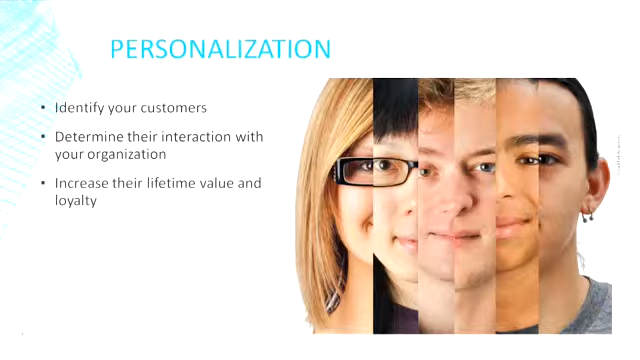 PERSONALIZATION
▪ Identify your customers
▪ Determine their interaction with
your organization
▪ Increase their lifetime value and
loyalty